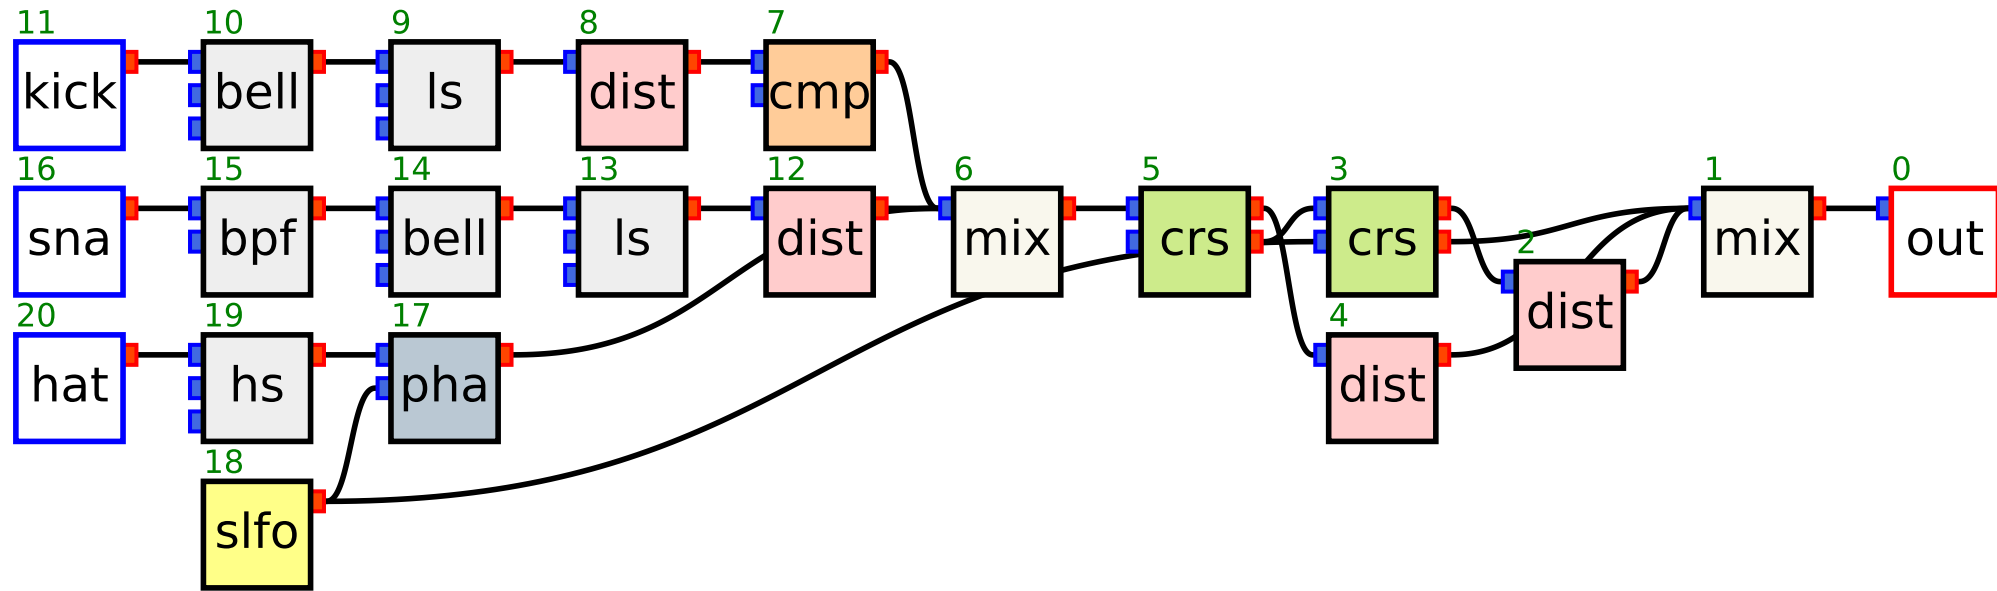 11 10 9 8 7
kick bell ls dist cmp
16 15 14 13 12 6 5 3 1 0
sna bpf bell ls dist mix crs crs mix out
2
dist
20 19 17 4
hat hs pha dist
18
slfo